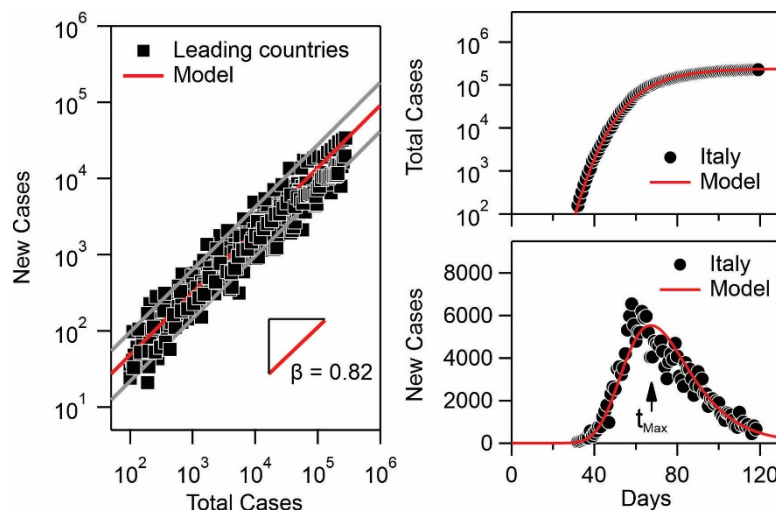 Leading countries
Model
10^6
10^5
10^4
10^3
10^2
10^1
New Cases
β = 0.82
10^2
10^3
10^4
10^5
10^6
Total Cases
10^6
10^5
10^4
10^3
10^2
Total Cases
Italy
Model
Italy
Model
8000
6000
4000
2000
0
New Cases
t_Max
0
40
80
120
Days